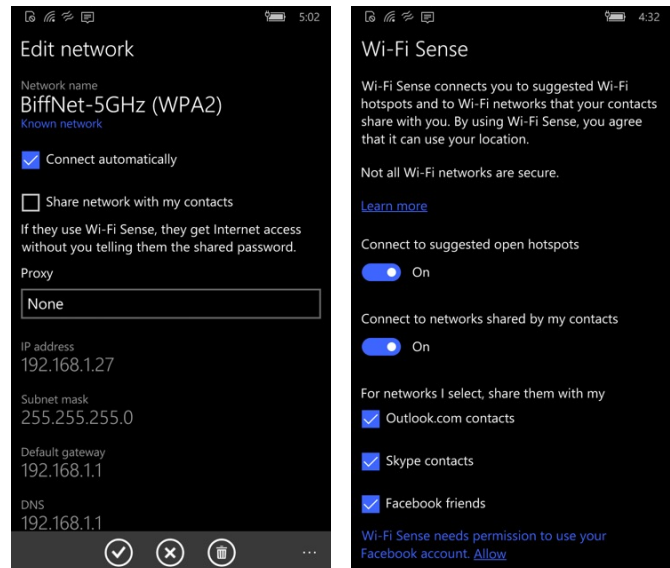 5:02
Edit network
Network name
BiffNet-5GHz (WPA2)
Known network
Connect automatically
Share network with my contacts
If they use Wi-Fi Sense, they get Internet access
without you telling them the shared password.
Proxy
None
IP address
192.168.1.27
Subnet mask
255.255.255.0
Default gateway
192.168.1.1
DNS
192.168.1.1
4:32
Wi-Fi Sense
Wi-Fi Sense connects you to suggested Wi-Fi
hotspots and to Wi-Fi networks that your contacts
share with you. By using Wi-Fi Sense, you agree
that it can use your location.
Not all Wi-Fi networks are secure.
Learn more
Connect to suggested open hotspots
On
Connect to networks shared by my contacts
On
For networks I select, share them with my
Outlook.com contacts
Skype contacts
Facebook friends
Wi-Fi Sense needs permission to use your
Facebook account. Allow